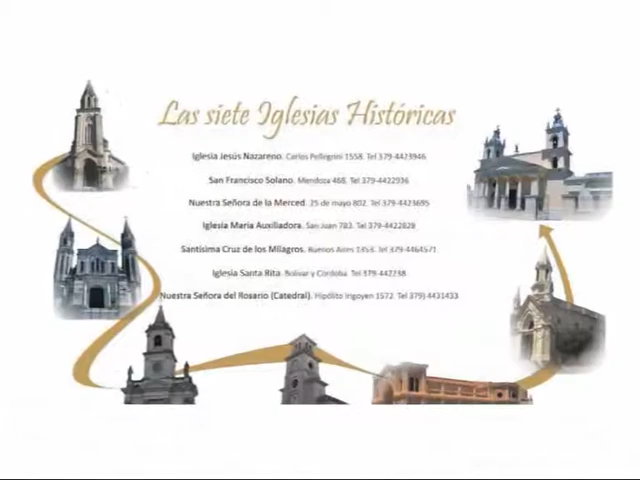 Las siete Iglesias Históricas
Iglesia Jesús Nazareno. Carlos Pellegrini 1558. Tel 379-4423946
San Francisco Solano. Mendoza 468. Tel 379-4422936
Nuestra Señora de la Merced. 25 de mayo 802. Tel 379-4423695
Iglesia María Auxiliadora. San Juan 783. Tel 379-4422828
Santísima Cruz de los Milagros. Buenos Aires 1353. Tel 379-4464571
Iglesia Santa Rita. Bolivar y Córdoba. Tel 379-442238
Nuestra Señora del Rosario (Catedral). Hipólito Irigoyen 1572. Tel 379) 4431433